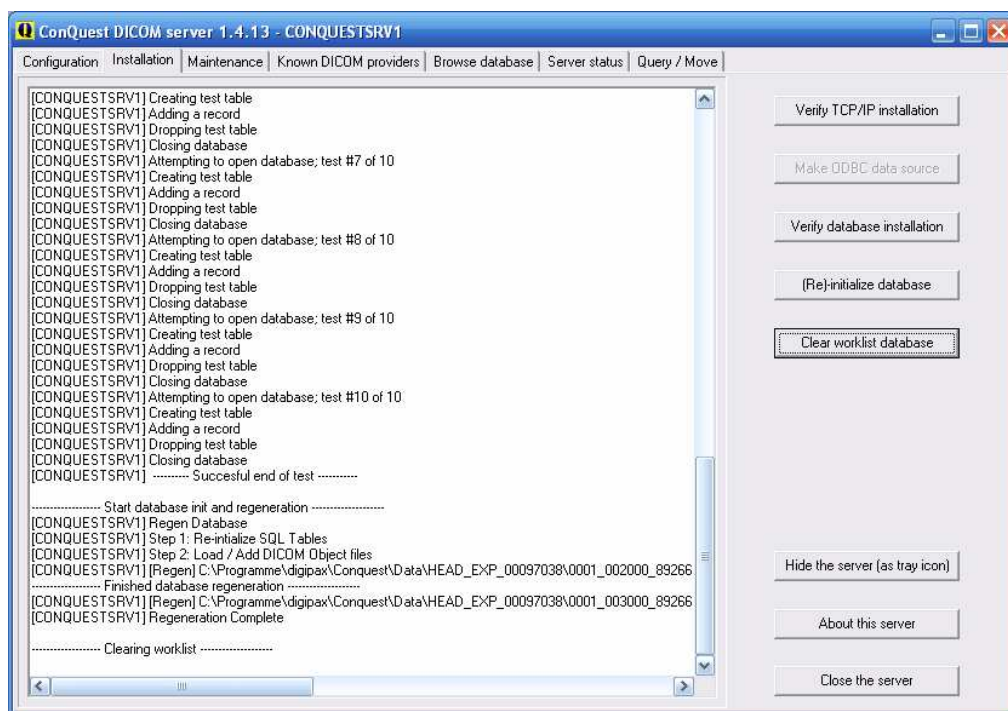 ConQuest DICOM server 1.4.13 - CONQUESTSRV1
Configuration Installation Maintenance Known DICOM providers Browse database Server status Query / Move
[CONQUESTSRV1] Creating test table
[CONQUESTSRV1] Adding a record
[CONQUESTSRV1] Dropping test table
[CONQUESTSRV1] Closing database
[CONQUESTSRV1] Attempting to open database; test #7 of 10
[CONQUESTSRV1] Creating test table
[CONQUESTSRV1] Adding a record
[CONQUESTSRV1] Dropping test table
[CONQUESTSRV1] Closing database
[CONQUESTSRV1] Attempting to open database; test #8 of 10
[CONQUESTSRV1] Creating test table
[CONQUESTSRV1] Adding a record
[CONQUESTSRV1] Dropping test table
[CONQUESTSRV1] Closing database
[CONQUESTSRV1] Attempting to open database; test #9 of 10
[CONQUESTSRV1] Creating test table
[CONQUESTSRV1] Adding a record
[CONQUESTSRV1] Dropping test table
[CONQUESTSRV1] Closing database
[CONQUESTSRV1] Attempting to open database; test #10 of 10
[CONQUESTSRV1] Creating test table
[CONQUESTSRV1] Adding a record
[CONQUESTSRV1] Dropping test table
[CONQUESTSRV1] Closing database
[CONQUESTSRV1] ---------- Succesful end of test -----------
------------------ Start database init and regeneration -------------------
[CONQUESTSRV1] Regen Database
[CONQUESTSRV1] Step 1: Re-intialize SQL Tables
[CONQUESTSRV1] Step 2: Load / Add DICOM Object files
[CONQUESTSRV1] [Regen] C:\Programme\digipax\Conquest\Data\HEAD_EXP_00097038\0001_002000_89266
------------------ Finished database regeneration -------------------
[CONQUESTSRV1] [Regen] C:\Programme\digipax\Conquest\Data\HEAD_EXP_00097038\0001_003000_89266
[CONQUESTSRV1] Regeneration Complete
------------------ Clearing worklist -------------------
Verify TCP/IP installation
Make ODBC data source
Verify database installation
(Re)-initialize database
Clear worklist database
Hide the server (as tray icon)
About this server
Close the server